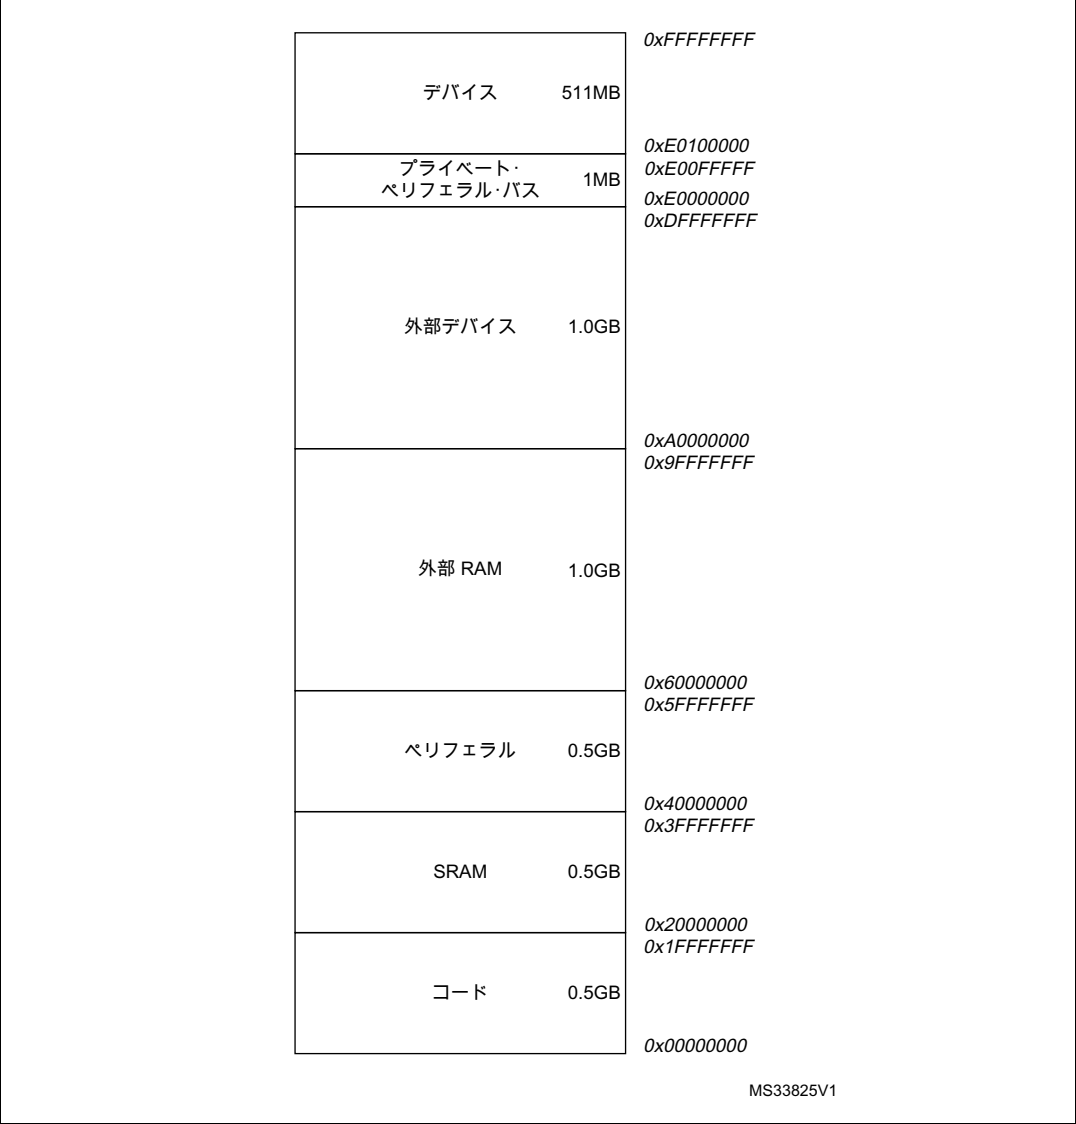 0xFFFFFFFF
デバイス 511MB
0xE0100000
プライベート・
ペリフェラル・バス 1MB
0xE00FFFFF
0xE0000000
0xDFFFFFFF
外部デバイス 1.0GB
0xA0000000
0x9FFFFFFF
外部 RAM 1.0GB
0x60000000
0x5FFFFFFF
ペリフェラル 0.5GB
0x40000000
0x3FFFFFFF
SRAM 0.5GB
0x20000000
0x1FFFFFFF
コード 0.5GB
0x00000000
MS33825V1